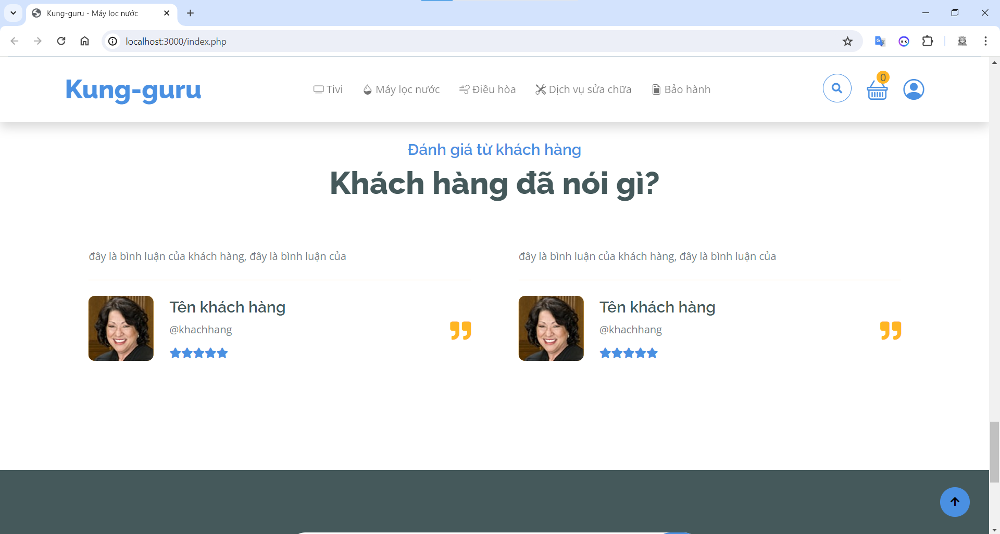 Kung-guru - Máy lọc nước
localhost:3000/index.php
Kung-guru
Tivi
Máy lọc nước
Điều hòa
Dịch vụ sửa chữa
Bảo hành
0
Đánh giá từ khách hàng
Khách hàng đã nói gì?
đây là bình luận của khách hàng, đây là bình luận của
Tên khách hàng
@khachhang
đây là bình luận của khách hàng, đây là bình luận của
Tên khách hàng
@khachhang